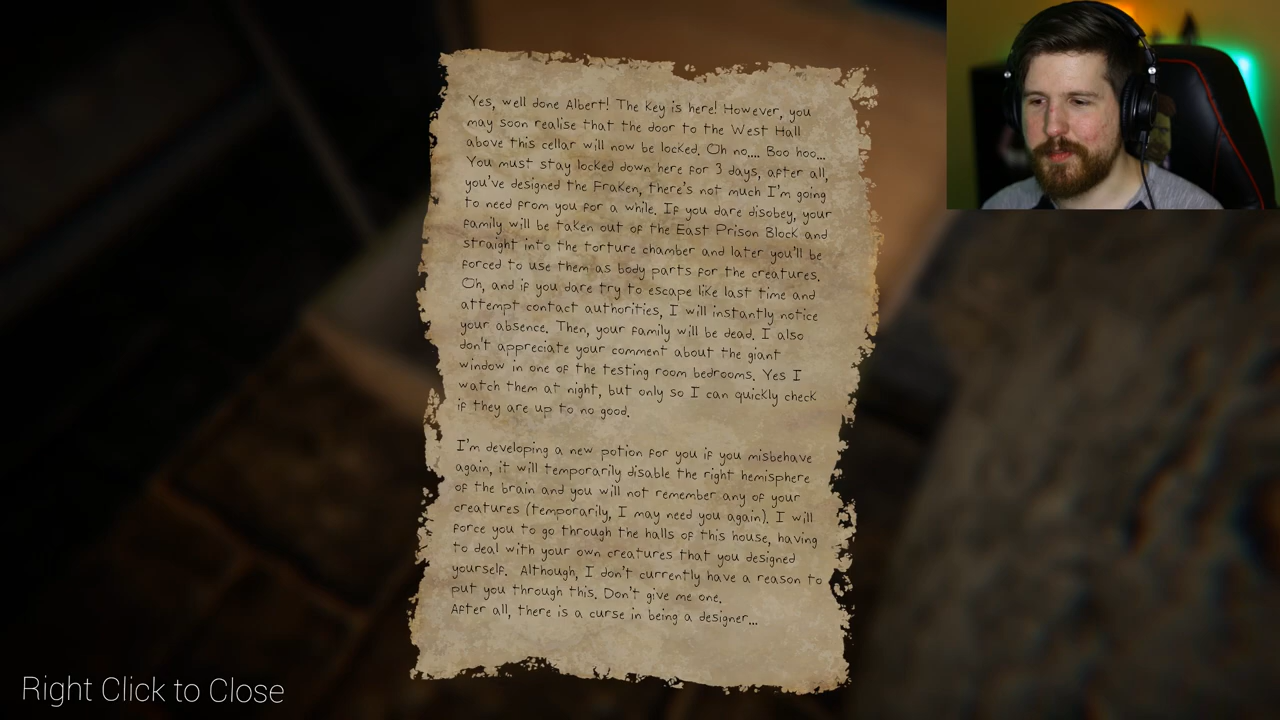 Yes, well done Albert! The key is here! However, you
may soon realise that the door to the West Hall
above this cellar will now be locked. Oh no.... Boo hoo...
You must stay locked down here for 3 days, after all,
you've designed the Fraken, there's not much I'm going
to need from you for a while. If you dare disobey, your
family will be taken out of the East Prison Block and
straight into the torture chamber and later you'll be
forced to use them as body parts for the creatures.
Oh, and if you dare try to escape like last time and
attempt contact authorities, I will instantly notice
your absence. Then, your family will be dead. I also
don't appreciate your comment about the giant
window in one of the testing room bedrooms. Yes I
watch them at night, but only so I can quickly check
if they are up to no good.
I'm developing a new potion for you if you misbehave
again, it will temporarily disable the right hemisphere
of the brain and you will not remember any of your
creatures (temporarily, I may need you again). I will
force you to go through the halls of this house, having
to deal with your own creatures that you designed
yourself. Although, I don't currently have a reason to
put you through this. Don't give me one.
After all, there is a curse in being a designer...
Right Click to Close